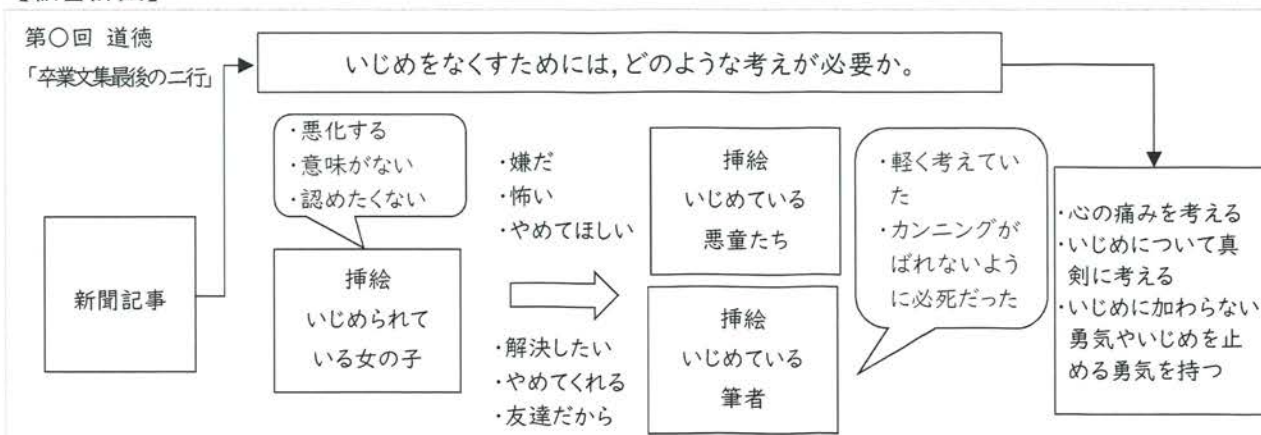 第○回 道徳
「卒業文集最後の二行」
いじめをなくすためには,どのような考えが必要か。
新聞記事
・悪化する
・意味がない
・認めたくない
挿絵
いじめられて
いる女の子
・嫌だ
・怖い
・やめてほしい
・解決したい
・やめてくれる
・友達だから
挿絵
いじめている
悪童たち
挿絵
いじめている
筆者
・軽く考えてい
た
・カンニングが
ばれないよう
に必死だった
・心の痛みを考える
・いじめについて真
剣に考える
・いじめに加わらない
勇気やいじめを止
める勇気を持つ